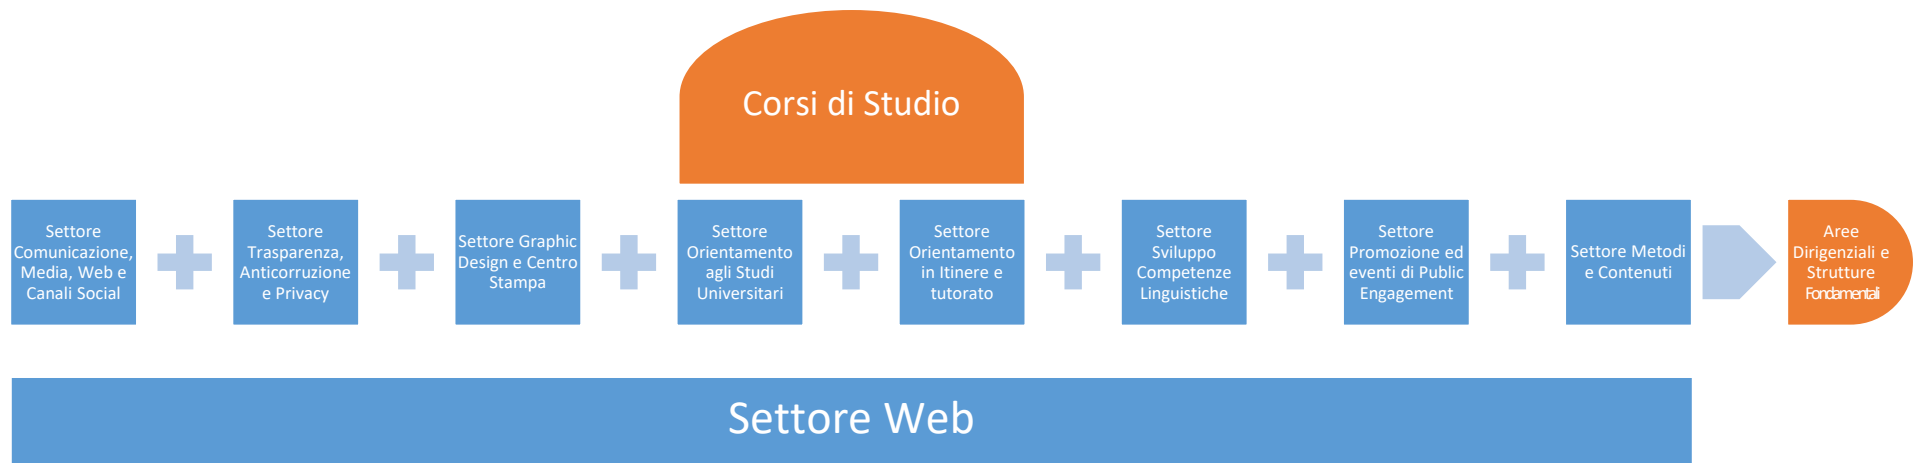 Corsi di Studio
Settore
Comunicazione,
Media, Web e
Canali Social
Settore
Trasparenza,
Anticorruzione
e Privacy
Settore Graphic
Design e Centro
Stampa
Settore
Orientamento
agli Studi
Universitari
Settore
Orientamento
in Itinere e
tutorato
Settore
Sviluppo
Competenze
Linguistiche
Settore
Promozione ed
eventi di Public
Engagement
Settore Metodi
e Contenuti
Aree
Dirigenziali e
Strutture
Fondamentali
Settore Web